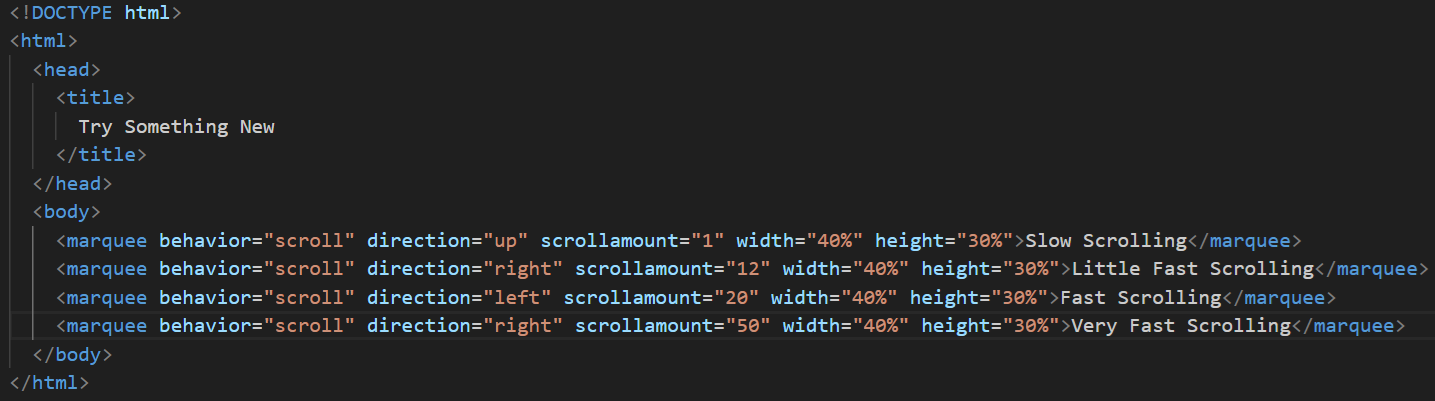 <!DOCTYPE html>
<html>
  <head>
    <title>
      Try Something New
    </title>
  </head>
  <body>
    <marquee behavior="scroll" direction="up" scrollamount="1" width="40%" height="30%">Slow Scrolling</marquee>
    <marquee behavior="scroll" direction="right" scrollamount="12" width="40%" height="30%">Little Fast Scrolling</marquee>
    <marquee behavior="scroll" direction="left" scrollamount="20" width="40%" height="30%">Fast Scrolling</marquee>
    <marquee behavior="scroll" direction="right" scrollamount="50" width="40%" height="30%">Very Fast Scrolling</marquee>
  </body>
</html>